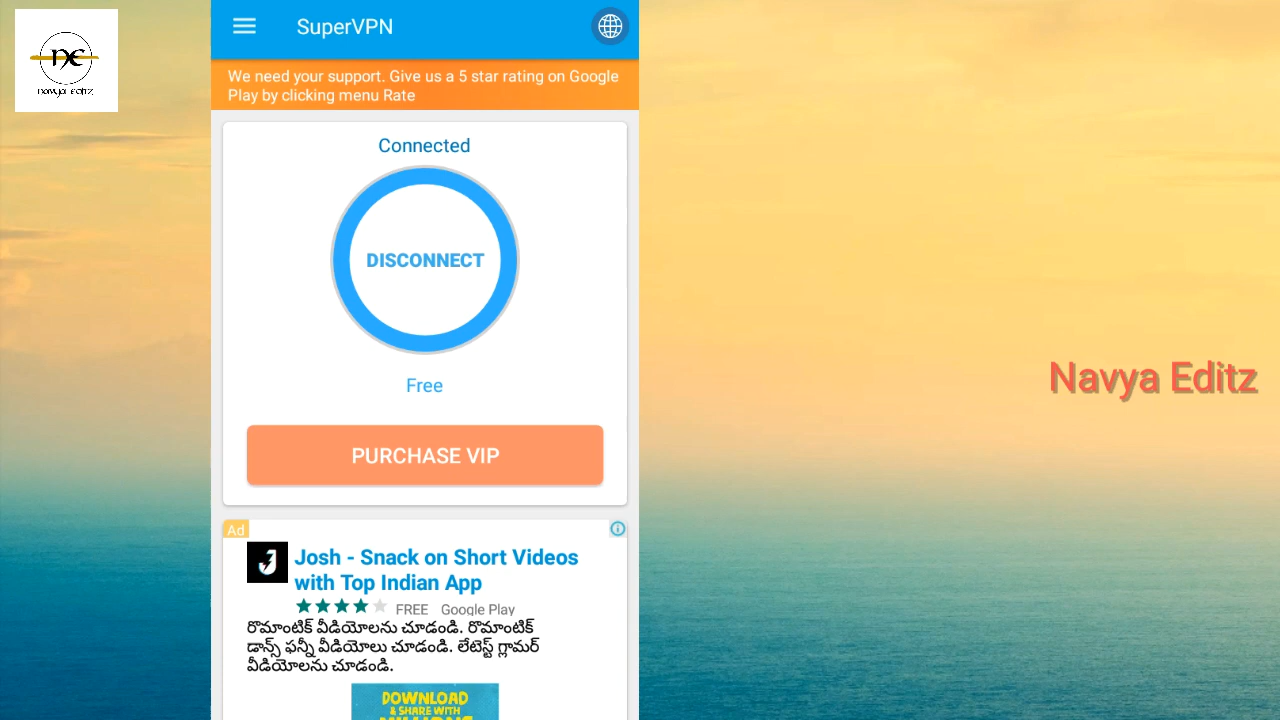 NE
Navya Editz
SuperVPN
We need your support. Give us a 5 star rating on Google
Play by clicking menu Rate
Connected
DISCONNECT
Free
PURCHASE VIP
Ad
Josh - Snack on Short Videos
with Top Indian App
FREE Google Play
రొమాంటిక్ వీడియోలను చూడండి. రొమాంటిక్
డాన్స్ ఫన్నీ వీడియోలు చూడండి. లేటెస్ట్ గ్లామర్
వీడియోలను చూడండి.
DOWNLOAD
& SHARE WITH
MILLIONS
Navya Editz